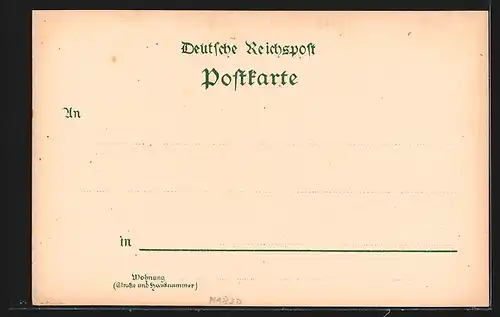 Deutsche Reichspost
Postkarte
An
in
Wohnung
(Straße und Hausnummer)